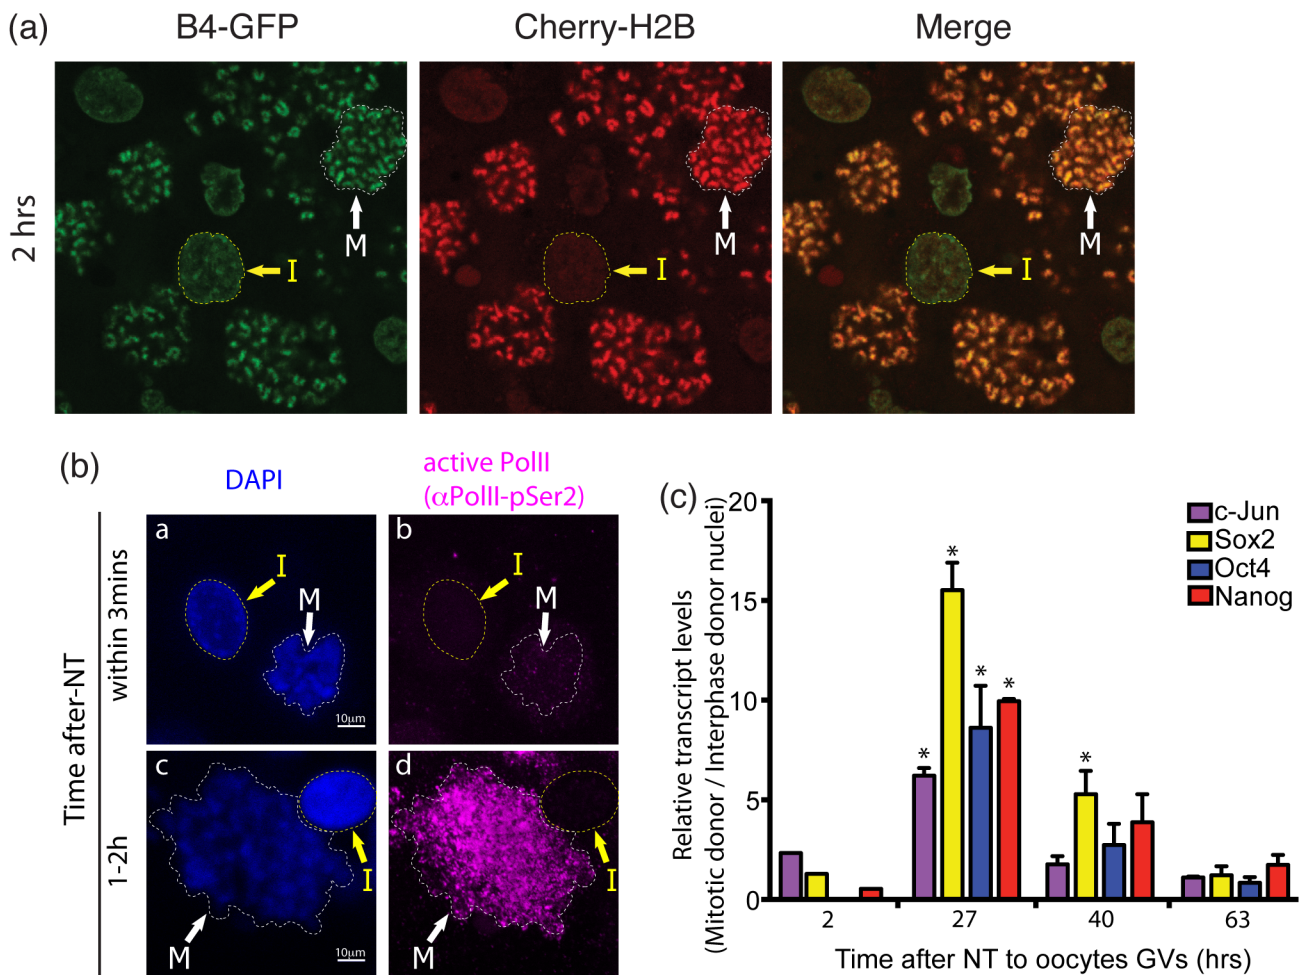 (a)
B4-GFP
Cherry-H2B
Merge
2 hrs
M
I
M
I
M
I
(b)
DAPI
active PolII
(αPolII-pSer2)
Time after-NT
within 3mins
a
I
M
10μm
b
I
M
1-2h
c
I
M
10μm
d
I
M
(c)
Relative transcript levels
(Mitotic donor / Interphase donor nuclei)
20
15
10
5
0
c-Jun
Sox2
Oct4
Nanog
*
*
*
*
*
2
27
40
63
Time after NT to oocytes GVs (hrs)